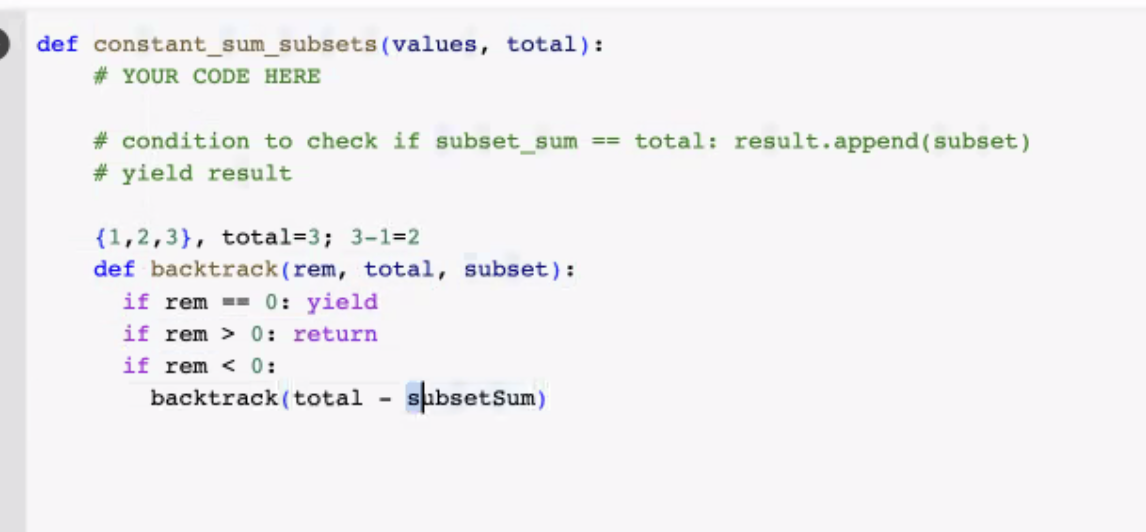 def constant_sum_subsets(values, total):
# YOUR CODE HERE
# condition to check if subset_sum == total: result.append(subset)
# yield result
{1,2,3}, total=3; 3-1=2
def backtrack(rem, total, subset):
if rem == 0: yield
if rem > 0: return
if rem < 0:
backtrack(total - subsetSum)